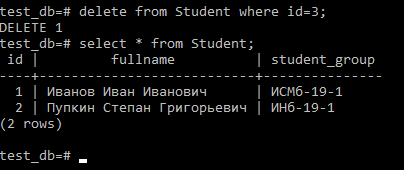 test_db=# delete from Student where id=3;
DELETE 1
test_db=# select * from Student;
 id |          fullname          | student_group
----+----------------------------+---------------
  1 | Иванов Иван Иванович       | ИСМб-19-1
  2 | Пупкин Степан Григорьевич | ИНб-19-1
(2 rows)
test_db=#